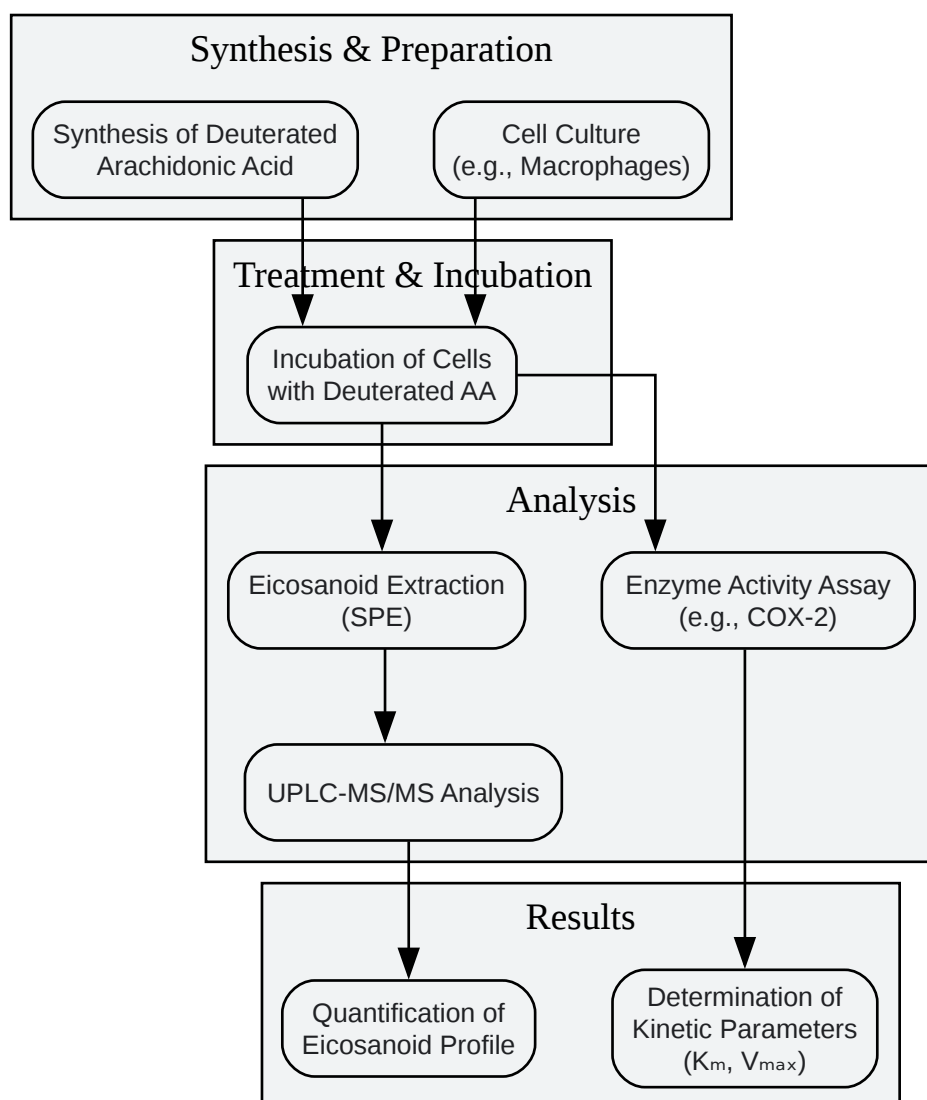 Synthesis & Preparation
Synthesis of Deuterated
Arachidonic Acid
Cell Culture
(e.g., Macrophages)
Treatment & Incubation
Incubation of Cells
with Deuterated AA
Analysis
Eicosanoid Extraction
(SPE)
Enzyme Activity Assay
(e.g., COX-2)
UPLC-MS/MS Analysis
Results
Quantification of
Eicosanoid Profile
Determination of
Kinetic Parameters
(Kₘ, Vₘₐₓ)